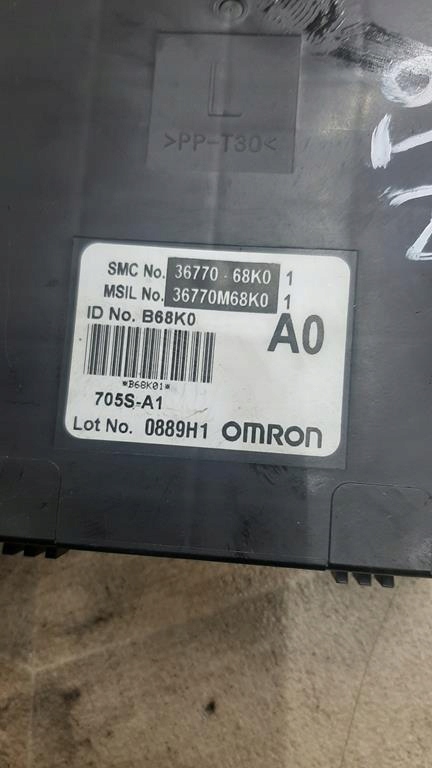 L
>PP-T30<
SMC No. 36770-68K0 1
MSIL No. 36770M68K0 1
ID No. B68K0
A0
*B68K01*
705S-A1
Lot No. 0889H1 OMRON